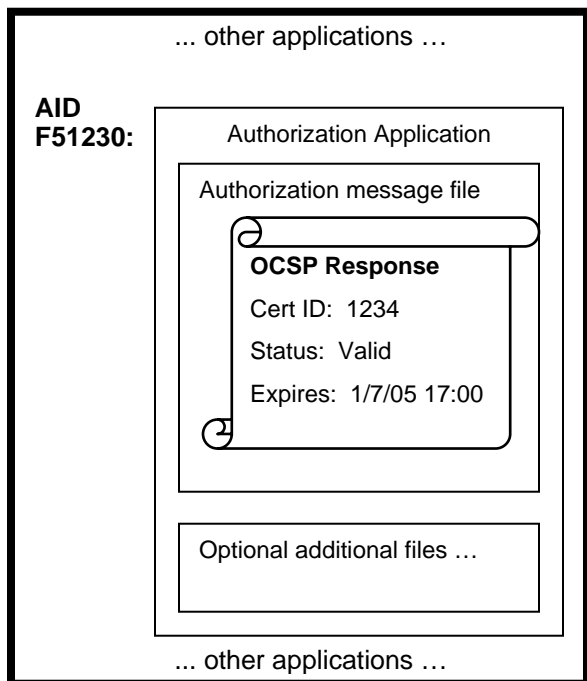 ... other applications …
AID
F51230:
Authorization Application
Authorization message file
OCSP Response
Cert ID: 1234
Status: Valid
Expires: 1/7/05 17:00
Optional additional files …
... other applications …